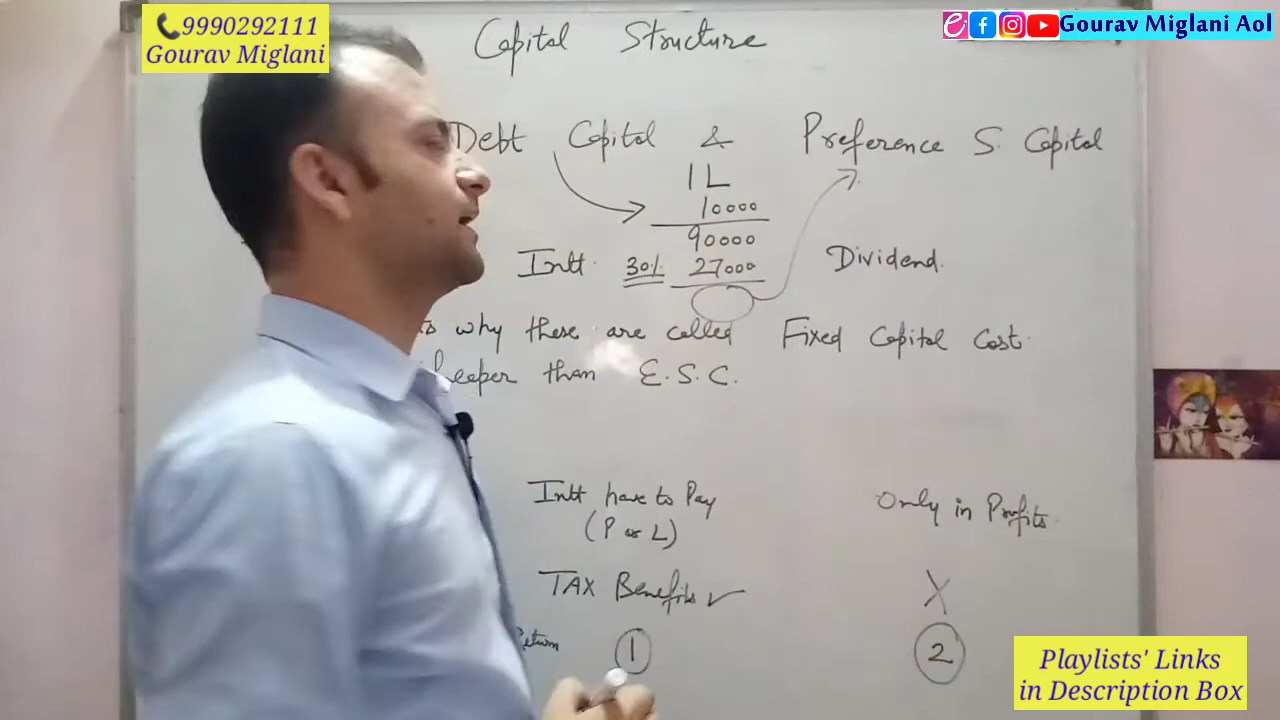 9990292111
Gourav Miglani
Gourav Miglani Aol
Capital Structure
Debt Capital & Preference S. Capital
1L
10000
90000
Intt. 30% 27000 Dividend.
why these are called Fixed Capital Cost.
than E.S.C.
Intt have to Pay Only in Profits.
(P or L)
TAX Benefits ✓ X
1 2
Playlists' Links
in Description Box